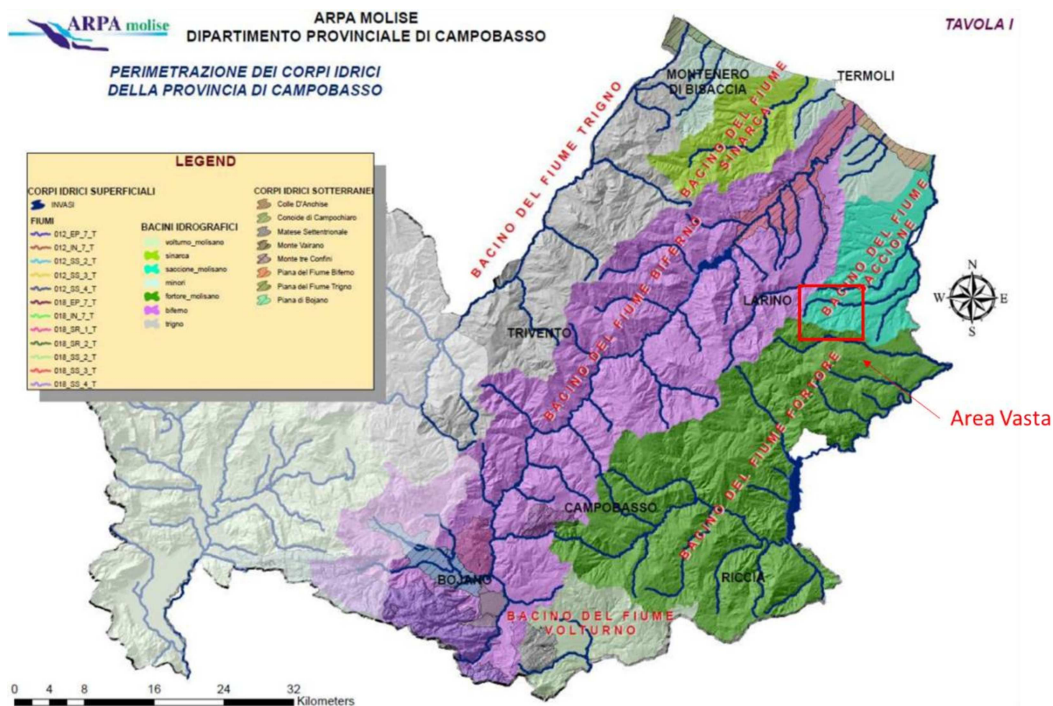 ARPA molise
ARPA MOLISE
DIPARTIMENTO PROVINCIALE DI CAMPOBASSO
TAVOLA I
PERIMETRAZIONE DEI CORPI IDRICI
DELLA PROVINCIA DI CAMPOBASSO
LEGEND
CORPI IDRICI SUPERFICIALI
INVASI
FIUMI
012_EP_7_T
012_IN_7_T
012_SS_2_T
012_SS_3_T
012_SS_4_T
018_EP_7_T
018_IN_7_T
018_SR_1_T
018_SR_2_T
018_SS_2_T
018_SS_3_T
018_SS_4_T
BACINI IDROGRAFICI
volturno_molisano
sinarca
saccione_molisano
minori
fortore_molisano
biferno
trigno
CORPI IDRICI SOTTERRANEI
Colle D'Anchise
Conoide di Campochiaro
Matese Settentrionale
Monte Vairano
Monte tre Confini
Piana del Fiume Biferno
Piana del Fiume Trigno
Piana di Bojano
MONTENERO
DI BISACCIA
TERMOLI
BACINO DEL FIUME TRIGNO
BACINO DEL FIUME
SINARCA
BACINO DEL FIUME BIFERNO
BACINO DEL FIUME
SACCIONE
LARINO
TRIVENTO
N
W E
S
BACINO DEL FIUME FORTORE
Area Vasta
CAMPOBASSO
BOJANO
RICCIA
BACINO DEL FIUME
VOLTURNO
0 4 8 16 24 32
Kilometers